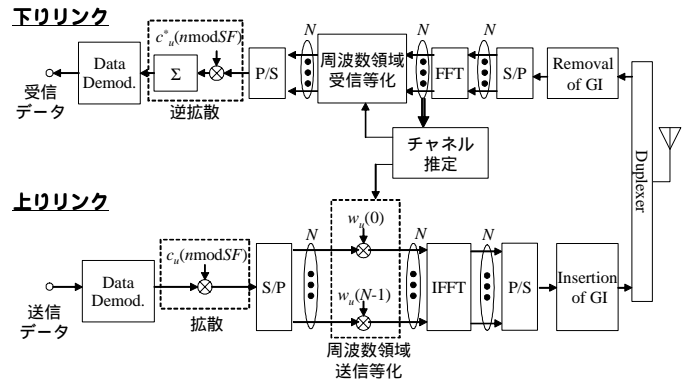 下りリンク
c*u(nmodSF)
N
N
N
Data
Demod.
Σ
P/S
周波数領域
受信等化
FFT
S/P
Removal
of GI
受信
データ
逆拡散
チャネル
推定
Duplexer
上りリンク
wu(0)
N
N
N
cu(nmodSF)
Data
Demod.
S/P
IFFT
P/S
Insertion
of GI
wu(N-1)
送信
データ
拡散
周波数領域
送信等化